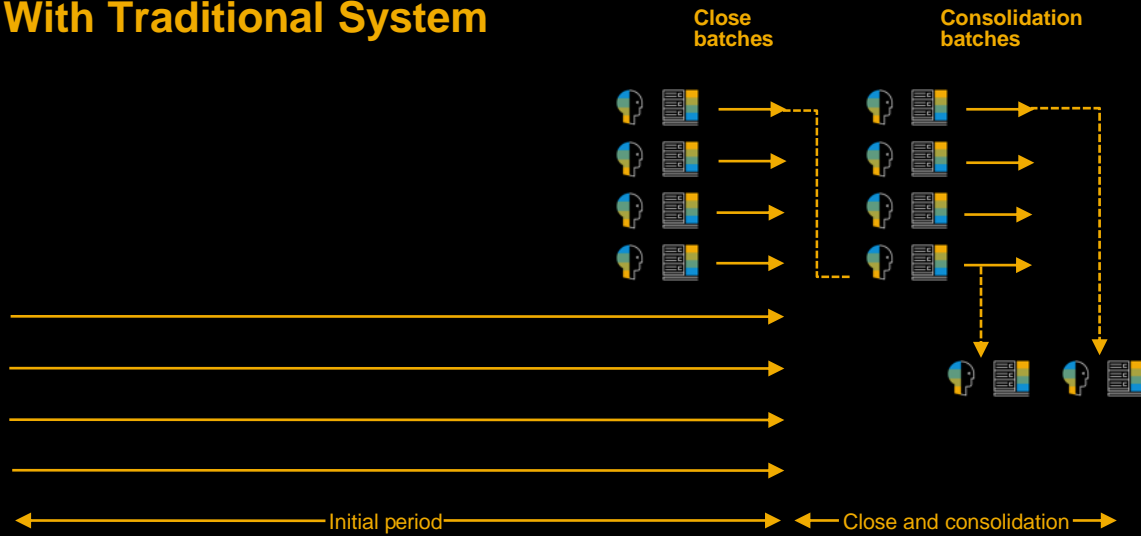 With Traditional System
Close
batches
Consolidation
batches
Initial period
Close and consolidation